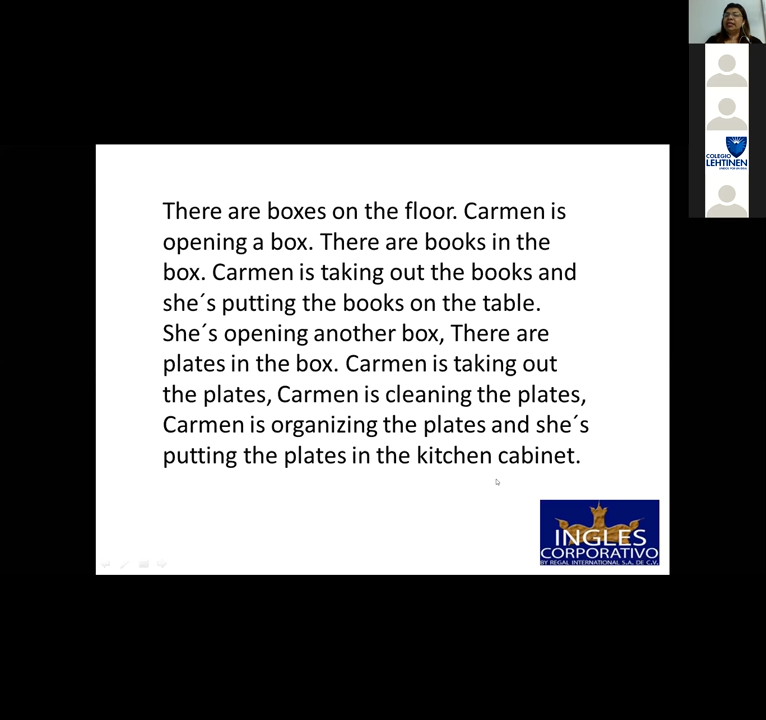 There are boxes on the floor. Carmen is
opening a box. There are books in the
box. Carmen is taking out the books and
she´s putting the books on the table.
She´s opening another box, There are
plates in the box. Carmen is taking out
the plates, Carmen is cleaning the plates,
Carmen is organizing the plates and she´s
putting the plates in the kitchen cabinet.
INGLES
CORPORATIVO
BY REGAL INTERNATIONAL S.A. DE C.V.
COLEGIO
LEHTINEN